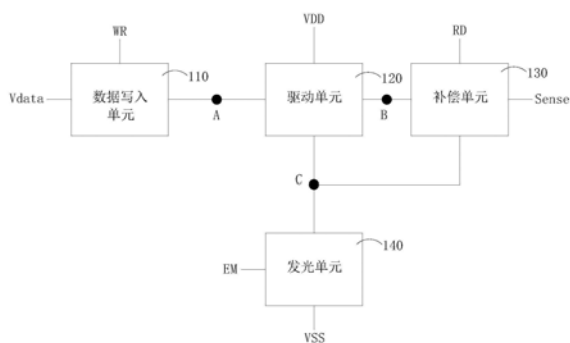 WR
VDD
RD
110
120
130
Vdata
数据写入
单元
A
驱动单元
B
补偿单元
Sense
C
140
EM
发光单元
VSS